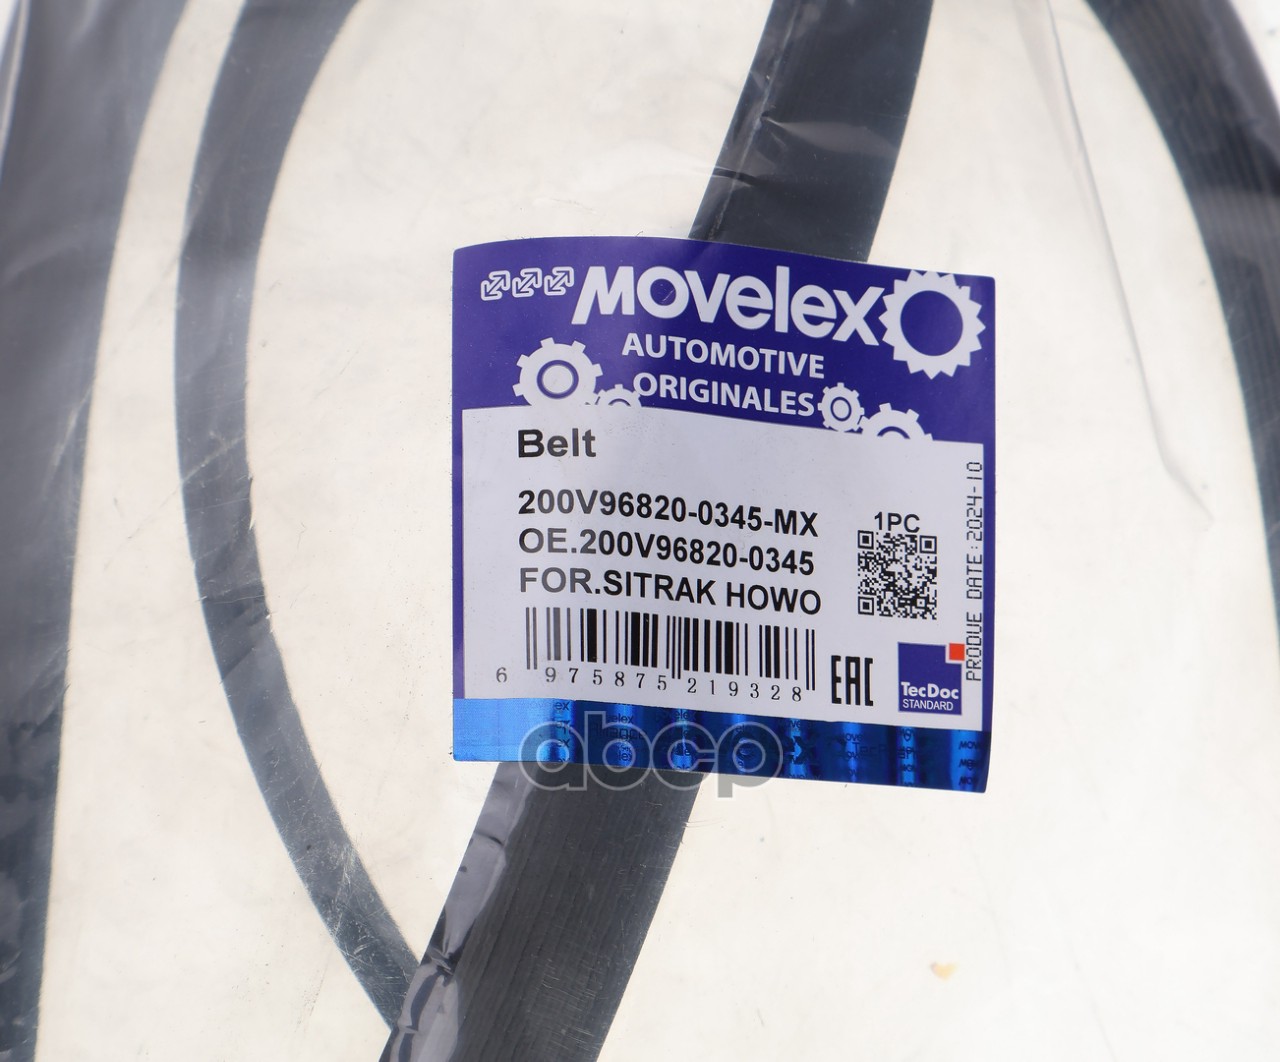 MOVelex
AUTOMOTIVE
ORIGINALES
Belt
200V96820-0345-MX
OE.200V96820-0345
FOR.SITRAK HOWO
1PC
PRODUE DATE:2024-10
6 975875 219328
EAC
TecDoc
STANDARD
abcp